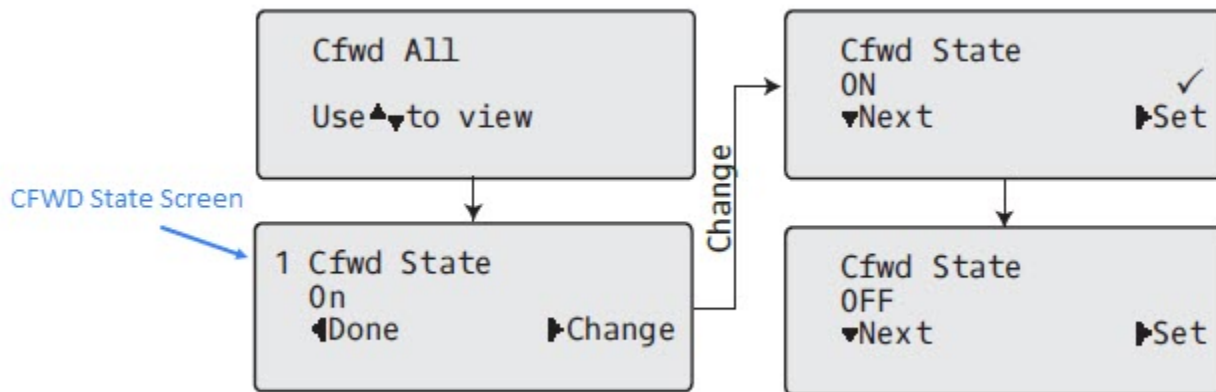 Cfwd All
Use▲▼to view
CFWD State Screen
1 Cfwd State
On
◀Done ▶Change
Change
Cfwd State
ON ✓
▼Next ▶Set
Cfwd State
OFF
▼Next ▶Set